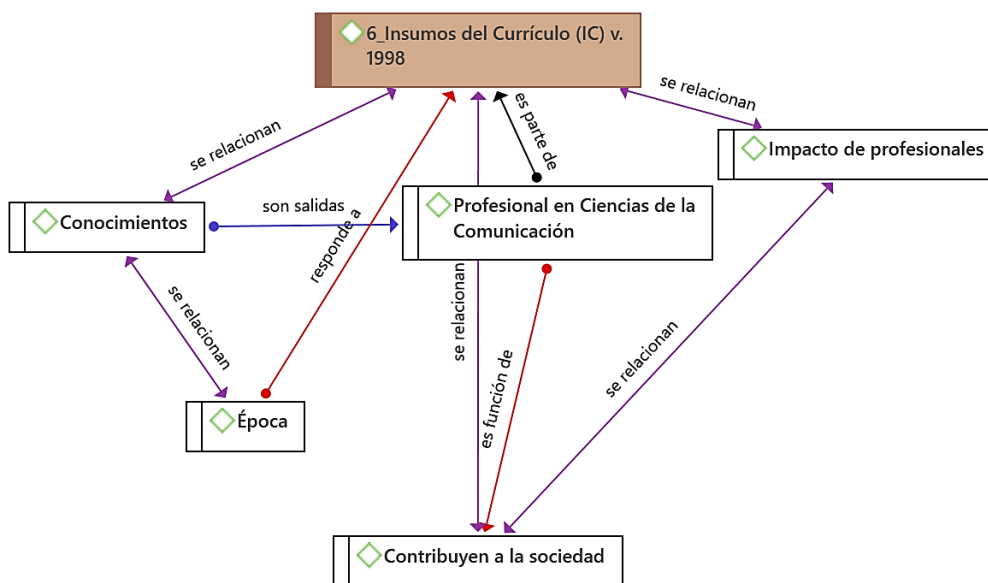 6_Insumos del Currículo (IC) v.
1998
se relacionan
es parte de
se relacionan
Impacto de profesionales
Conocimientos
son salidas
Profesional en Ciencias de la
Comunicación
responde a
se relacionan
se relacionan
es función de
se relacionan
Época
Contribuyen a la sociedad